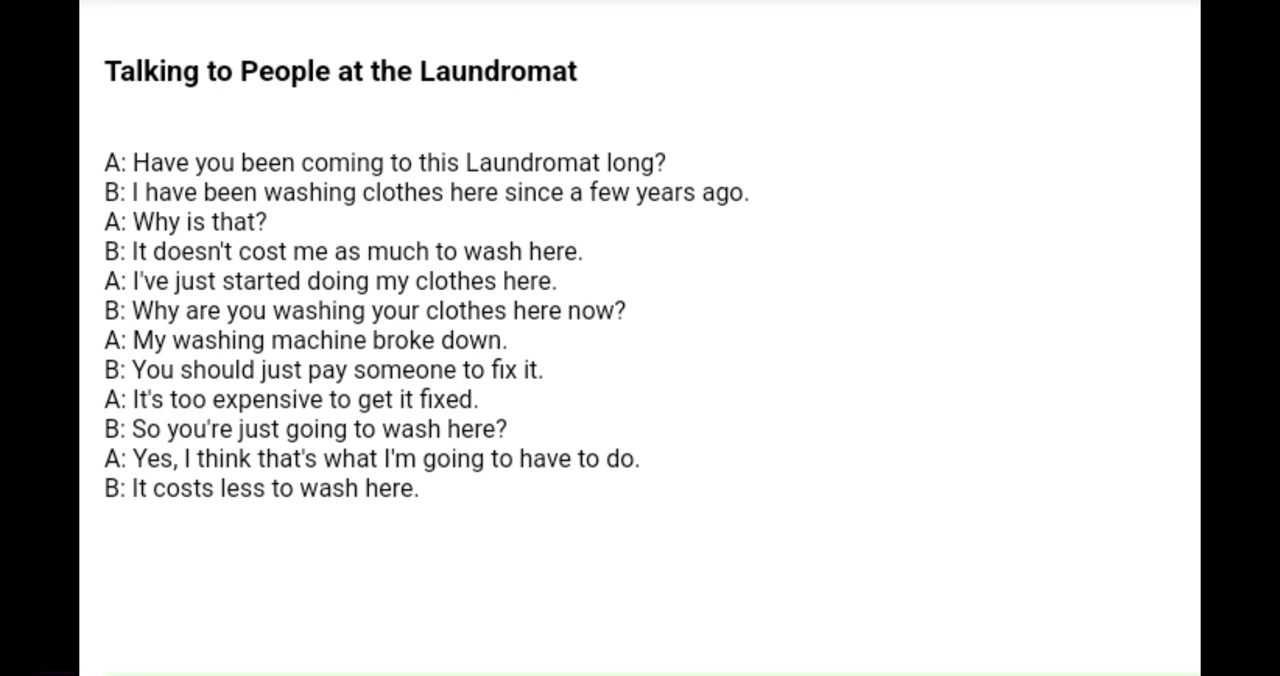 Talking to People at the Laundromat
A: Have you been coming to this Laundromat long?
B: I have been washing clothes here since a few years ago.
A: Why is that?
B: It doesn't cost me as much to wash here.
A: I've just started doing my clothes here.
B: Why are you washing your clothes here now?
A: My washing machine broke down.
B: You should just pay someone to fix it.
A: It's too expensive to get it fixed.
B: So you're just going to wash here?
A: Yes, I think that's what I'm going to have to do.
B: It costs less to wash here.